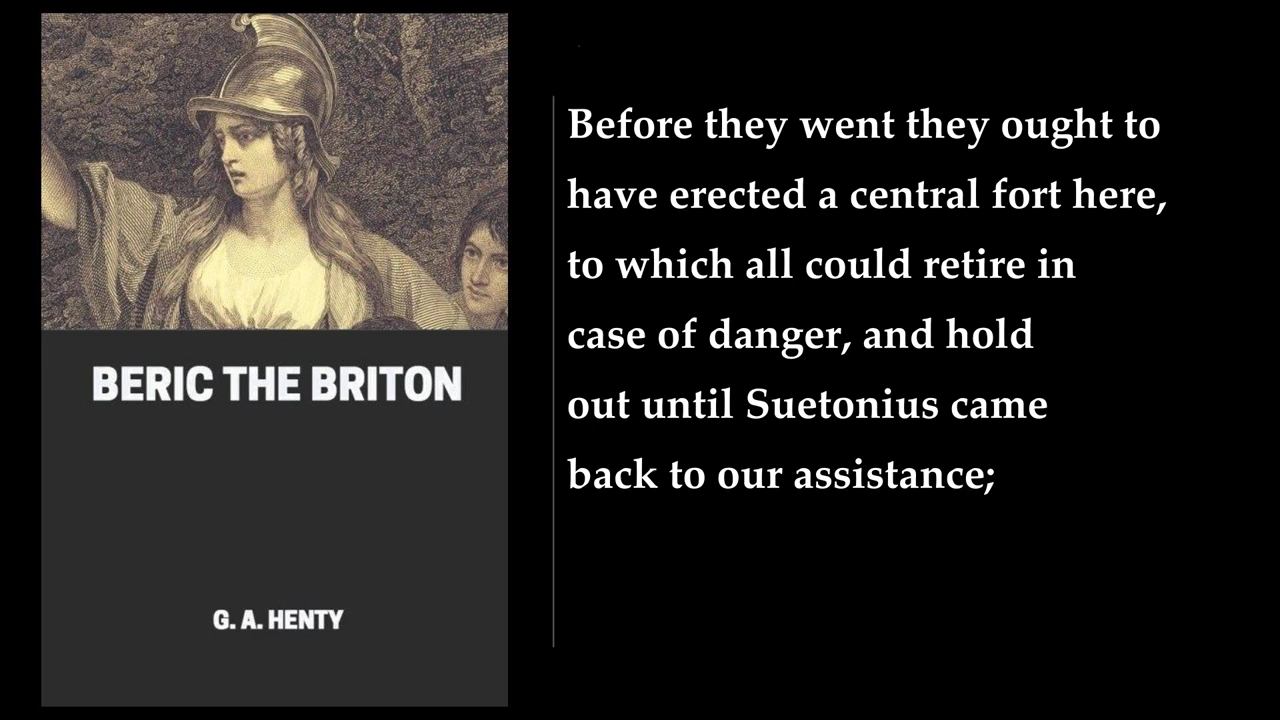 BERIC THE BRITON
G. A. HENTY
Before they went they ought to
have erected a central fort here,
to which all could retire in
case of danger, and hold
out until Suetonius came
back to our assistance;